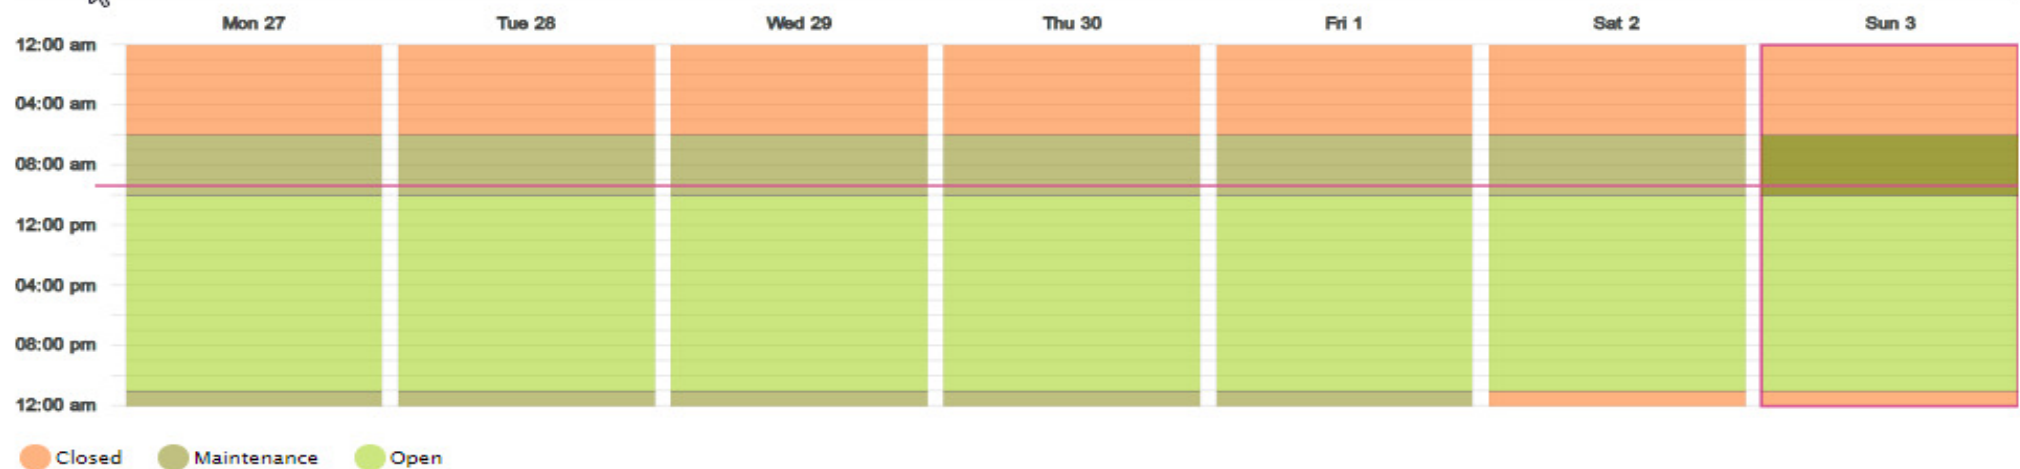 Mon 27 Tue 28 Wed 29 Thu 30 Fri 1 Sat 2 Sun 3
12:00 am
04:00 am
08:00 am
12:00 pm
04:00 pm
08:00 pm
12:00 am
Closed Maintenance Open